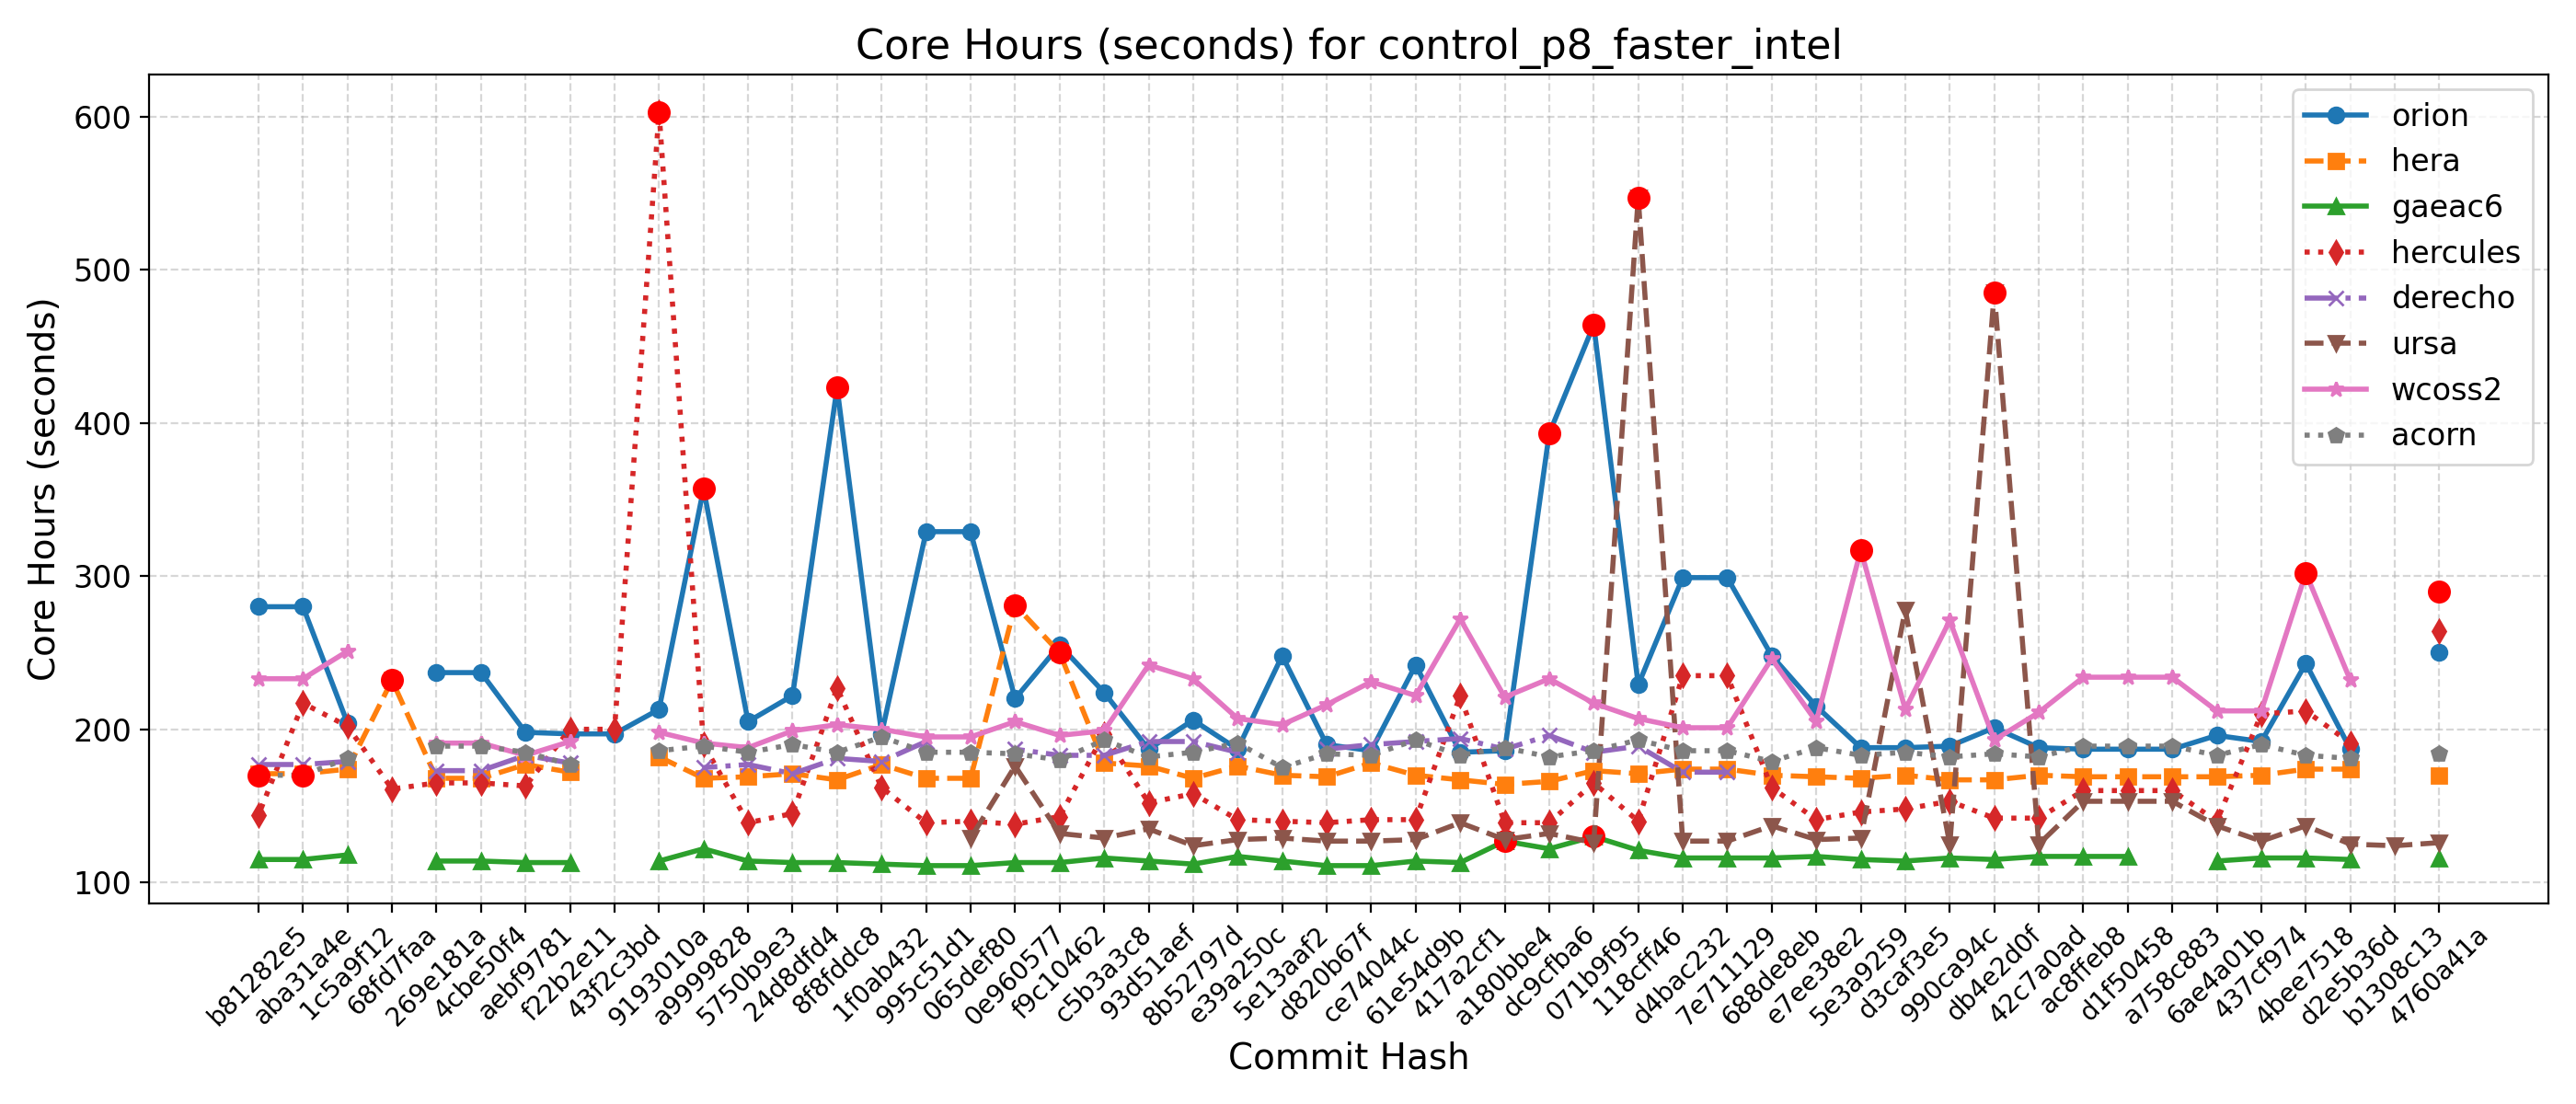 Core Hours (seconds) for control_p8_faster_intel
Core Hours (seconds)
600
500
400
300
200
100
orion
hera
gaeac6
hercules
derecho
ursa
wcoss2
acorn
b81282e5
aba31a4e
1c5a9f12
68fd7faa
269e181a
4cbe50f4
aebf9781
f22b2e11
43f2c3bd
9193010a
a9999828
5750b9e3
24d8dfd4
8f8fddc8
1f0ab432
995c51d1
065def80
0e960577
f9c10462
c5b3a3c8
93d51aef
8b52797d
e39a250c
5e13aaf2
d820b67f
ce74044c
61e54d9b
417a2cf1
a180bbe4
dc9cfba6
071b9f95
118cff46
d4bac232
7e711129
688de8eb
e7ee38e2
5e3a9259
d3caf3e5
990ca94c
db4e2d0f
42c7a0ad
ac8ffeb8
d1f50458
a758c883
6ae4a01b
437cf974
4bee7518
d2e5b36d
b1308c13
4760a41a
Commit Hash